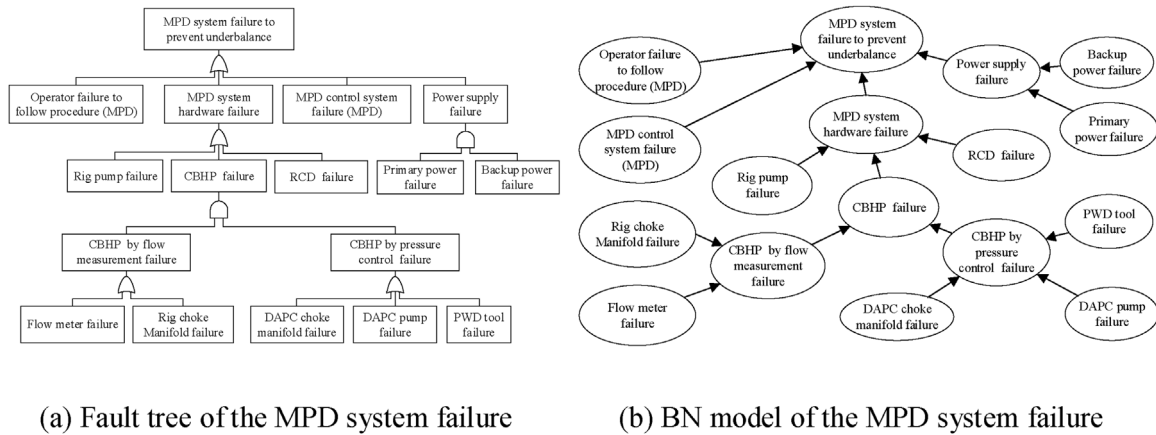 MPD system failure to
prevent underbalance
Operator failure to
follow procedure (MPD)
MPD system
hardware failure
MPD control system
failure (MPD)
Power supply
failure
Rig pump failure
CBHP failure
RCD failure
Primary power
failure
Backup power
failure
CBHP by flow
measurement failure
CBHP by pressure
control failure
Flow meter failure
Rig choke
Manifold failure
DAPC choke
manifold failure
DAPC pump
failure
PWD tool
failure
(a) Fault tree of the MPD system failure
MPD system
failure to prevent
underbalance
Operator failure
to follow
procedure (MPD)
Power supply
failure
Backup
power failure
Primary
power failure
MPD control
system failure
(MPD)
MPD system
hardware failure
RCD failure
Rig pump
failure
CBHP failure
Rig choke
Manifold failure
CBHP by flow
measurement
failure
CBHP by
pressure
control failure
PWD tool
failure
Flow meter
failure
DAPC choke
manifold failure
DAPC pump
failure
(b) BN model of the MPD system failure